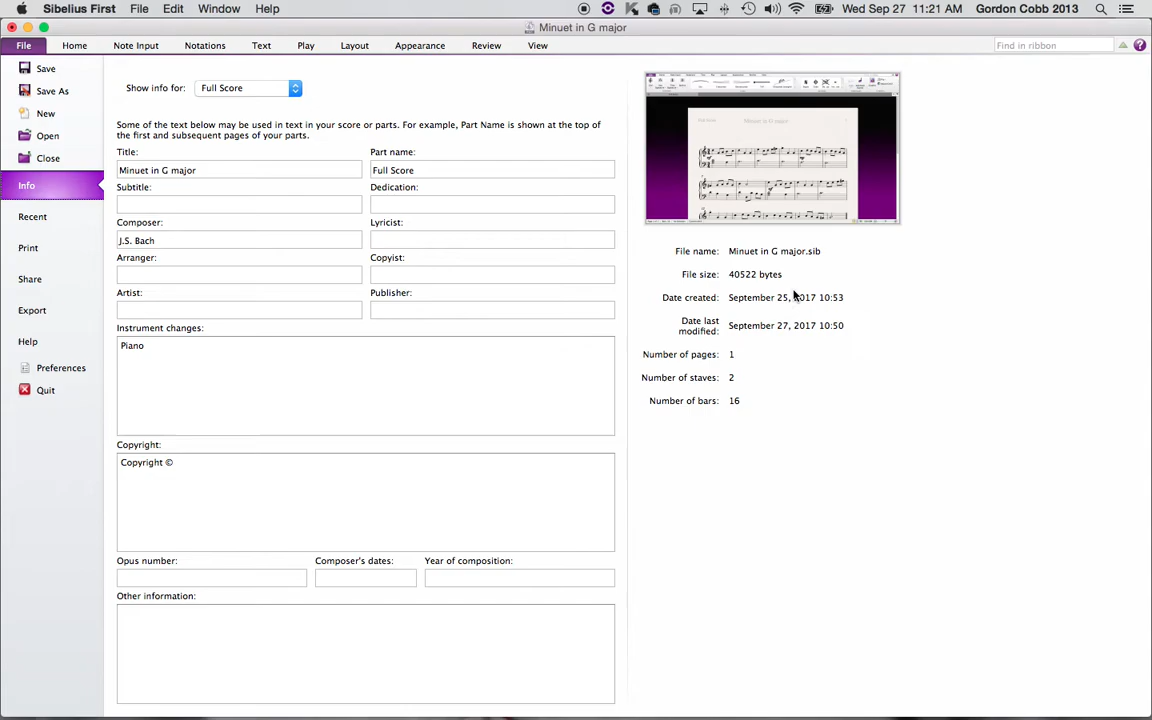 Sibelius First File Edit Window Help Wed Sep 27 11:21 AM Gordon Cobb 2013
Minuet in G major
File Home Note Input Notations Text Play Layout Appearance Review View Find in ribbon
Save
Save As
New
Open
Close
Info
Recent
Print
Share
Export
Help
Preferences
Quit
Show info for: Full Score
Some of the text below may be used in text in your score or parts. For example, Part Name is shown at the top of
the first and subsequent pages of your parts.
Title: Part name:
Minuet in G major Full Score
Subtitle: Dedication:
Composer: Lyricist:
J.S. Bach
Arranger: Copyist:
Artist: Publisher:
Instrument changes:
Piano
Copyright:
Copyright ©
Opus number: Composer's dates: Year of composition:
Other information:
Minuet in G major
File name: Minuet in G major.sib
File size: 40522 bytes
Date created: September 25, 2017 10:53
Date last
modified: September 27, 2017 10:50
Number of pages: 1
Number of staves: 2
Number of bars: 16